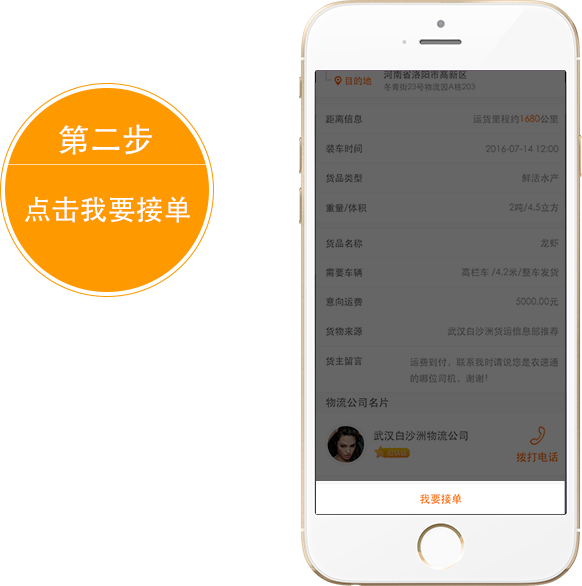 第二步
点击我要接单
目的地
河南省洛阳市高新区
冬青街23号物流园A栋203
距离信息 运货里程约1680公里
装车时间 2016-07-14 12:00
货品类型 鲜活水产
重量/体积 2吨/4.5立方
货品名称 龙虾
需要车辆 高栏车 /4.2米/整车发货
意向运费 5000.00元
货物来源 武汉白沙洲货运信息部推荐
货主留言 运费到付，联系我时请说您是农速通
的哪位司机，谢谢！
物流公司名片
武汉白沙洲物流公司
拨打电话
我要接单